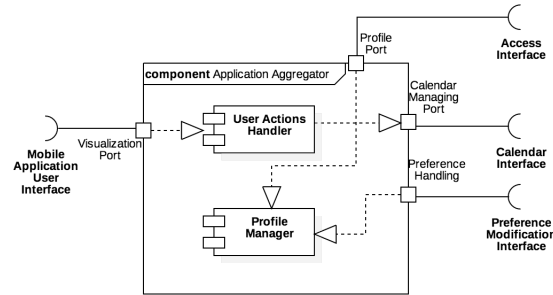 Profile
Port
Access
Interface
component Application Aggregator
Calendar
Managing
Port
User Actions
Handler
Visualization
Port
Mobile
Application
User
Interface
Calendar
Interface
Preference
Handling
Profile
Manager
Preference
Modification
Interface